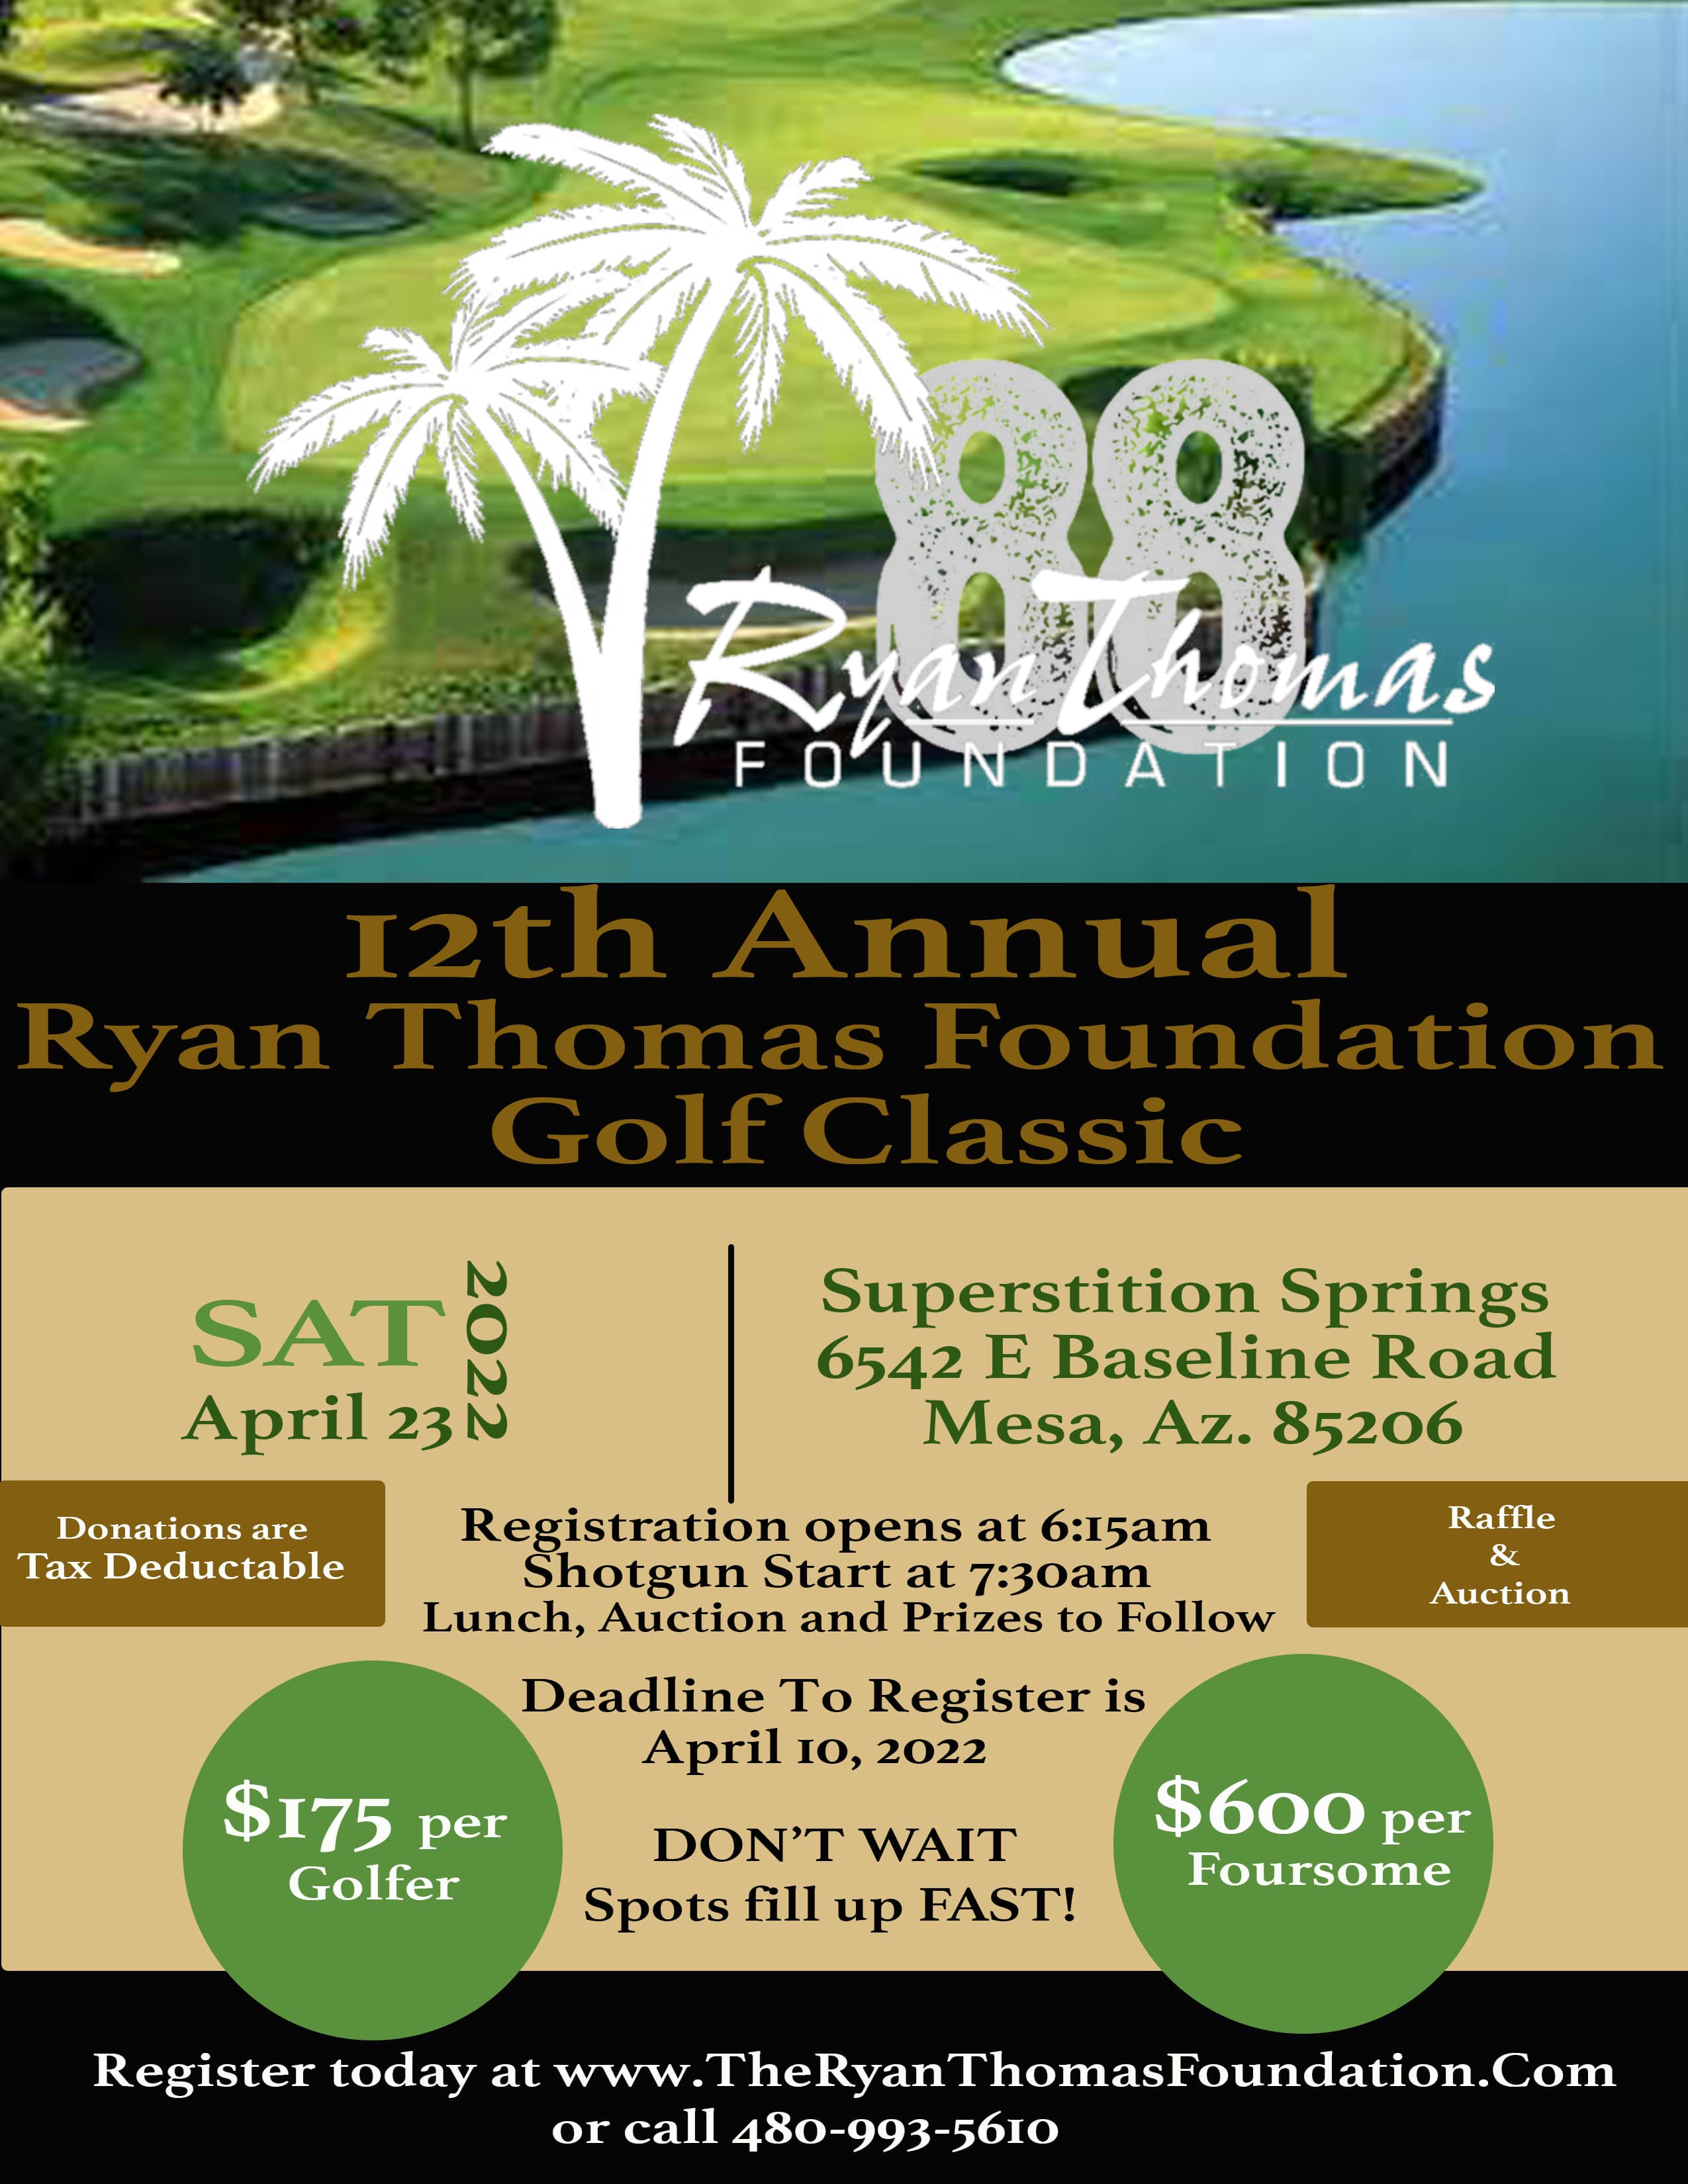 88
Ryan Thomas
FOUNDATION
12th Annual
Ryan Thomas Foundation
Golf Classic
SAT
April 23
2022
Superstition Springs
6542 E Baseline Road
Mesa, Az. 85206
Donations are
Tax Deductable
Registration opens at 6:15am
Shotgun Start at 7:30am
Lunch, Auction and Prizes to Follow
Raffle
&
Auction
Deadline To Register is
April 10, 2022
$175 per
Golfer
DON’T WAIT
Spots fill up FAST!
$600 per
Foursome
Register today at www.TheRyanThomasFoundation.Com
or call 480-993-5610